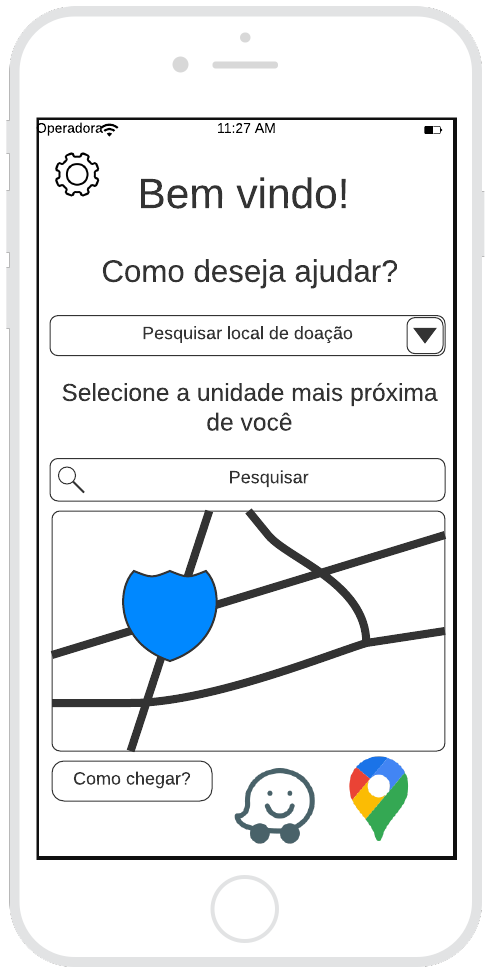 Operadora 11:27 AM
Bem vindo!
Como deseja ajudar?
Pesquisar local de doação
Selecione a unidade mais próxima
de você
Pesquisar
Como chegar?